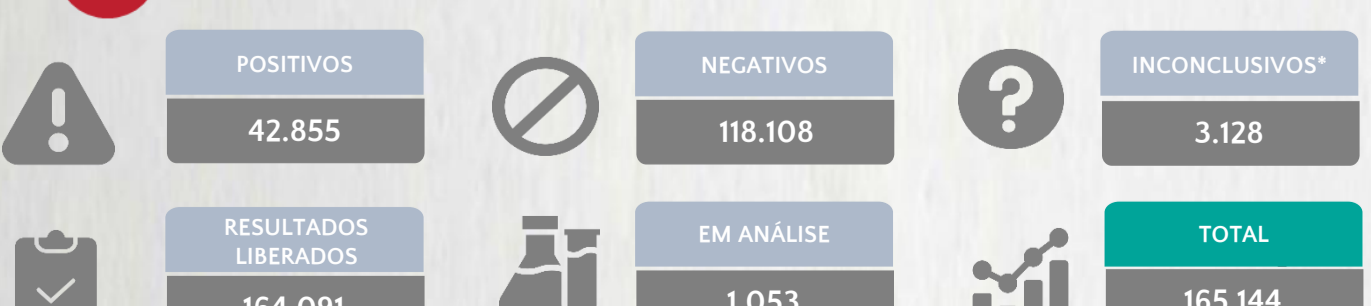 POSITIVOS
42.855
NEGATIVOS
118.108
INCONCLUSIVOS*
3.128
RESULTADOS
LIBERADOS
164.091
EM ANÁLISE
1.053
TOTAL
165.144